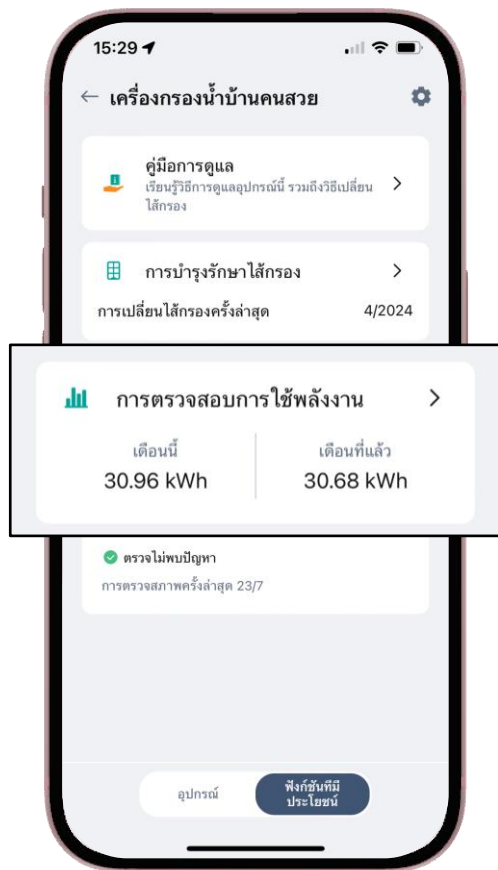 15:29
เครื่องกรองน้ำบ้านคนสวย
คู่มือการดูแล
เรียนรู้วิธีการดูแลอุปกรณ์นี้ รวมถึงวิธีเปลี่ยน
ไส้กรอง
การบำรุงรักษาไส้กรอง
การเปลี่ยนไส้กรองครั้งล่าสุด 4/2024
การตรวจสอบการใช้พลังงาน
เดือนนี้ เดือนที่แล้ว
30.96 kWh 30.68 kWh
ตรวจไม่พบปัญหา
การตรวจสภาพครั้งล่าสุด 23/7
อุปกรณ์
ฟังก์ชันที่มี
ประโยชน์